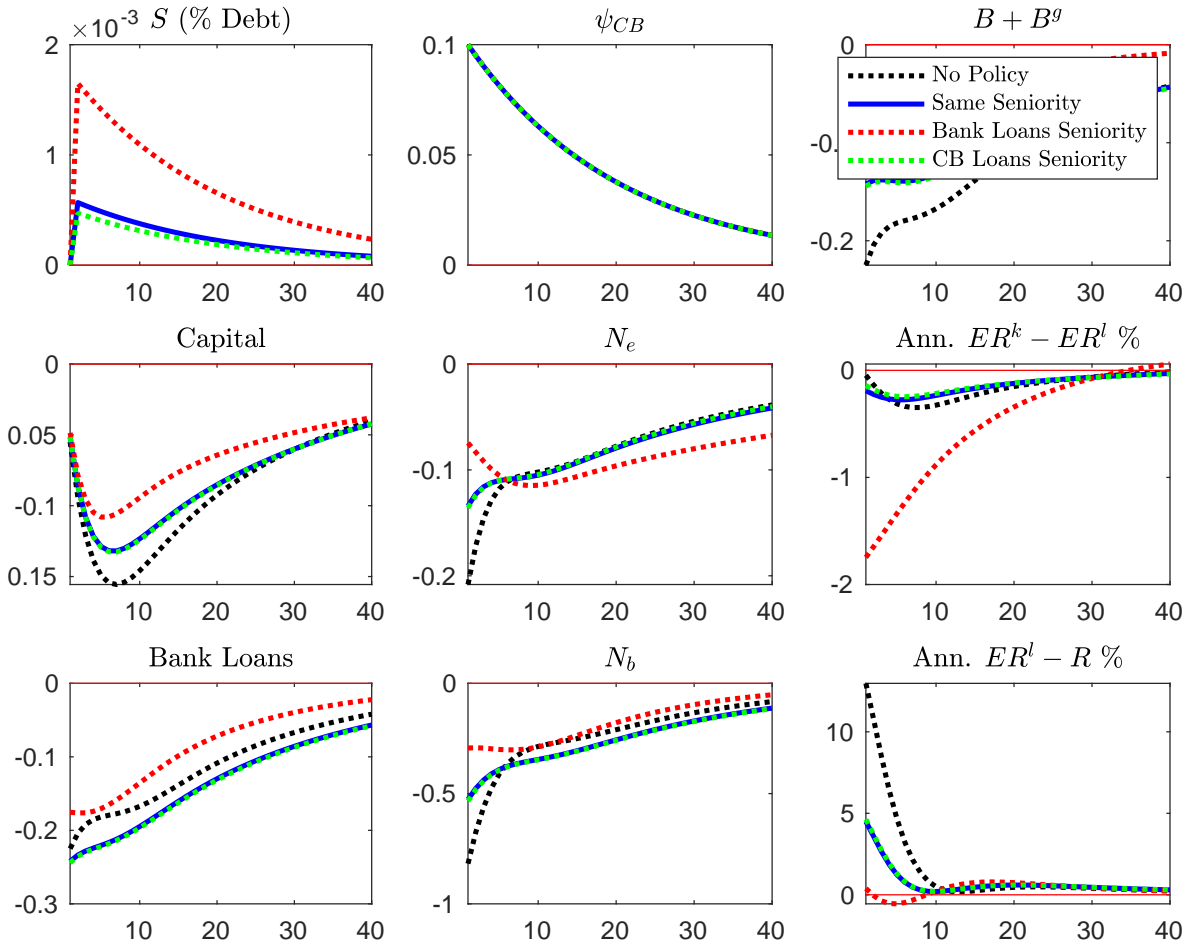 ×10⁻³
S (% Debt)
2
1
0
10 20 30 40
ψ_CB
0.1
0.05
0
10 20 30 40
B + Bᵍ
0
-0.
-0.2
10 20 30 40
No Policy
Same Seniority
Bank Loans Seniority
CB Loans Seniority
Capital
0
0.05
-0.1
0.15
10 20 30 40
N_e
0
-0.1
-0.2
10 20 30 40
Ann. ERᵏ − ERˡ %
0
-1
-2
10 20 30 40
Bank Loans
0
-0.1
-0.2
-0.3
10 20 30 40
N_b
0
-0.5
-1
10 20 30 40
Ann. ERˡ − R %
10
5
0
10 20 30 40